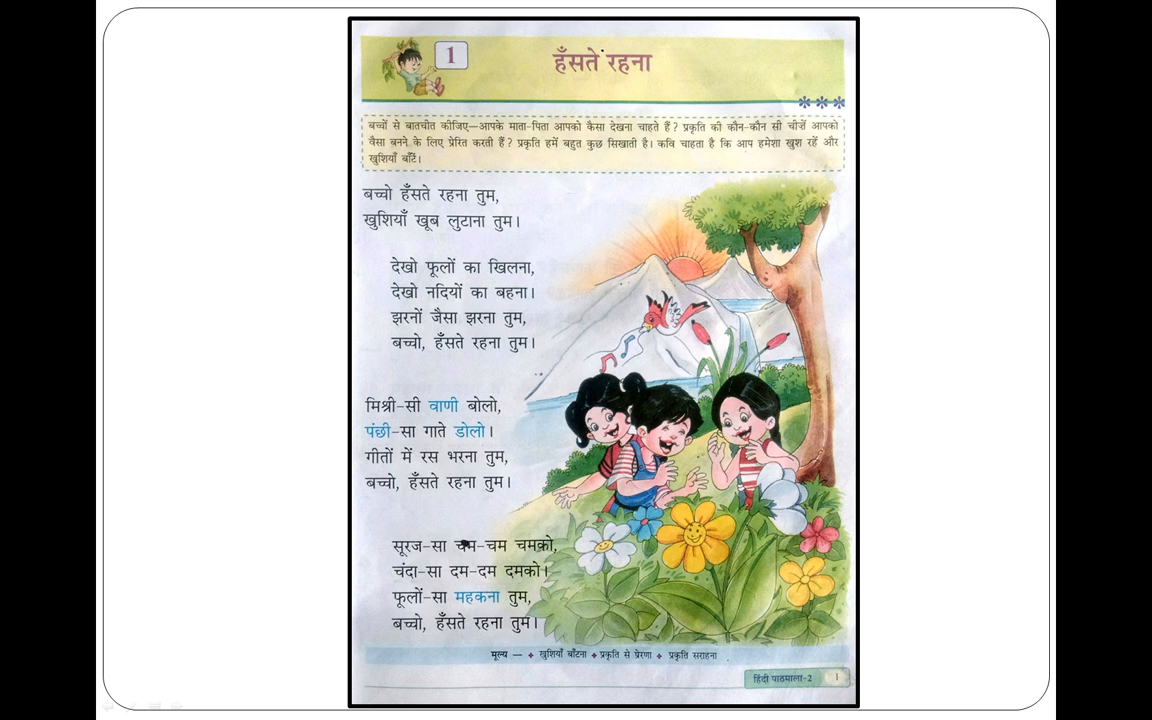 1
हँसते रहना
***
बच्चों से बातचीत कीजिए—आपके माता-पिता आपको कैसा देखना चाहते हैं? प्रकृति की कौन-कौन सी चीज़ें आपको
वैसा बनने के लिए प्रेरित करती हैं? प्रकृति हमें बहुत कुछ सिखाती है। कवि चाहता है कि आप हमेशा खुश रहें और
खुशियाँ बाँटें।
बच्चो हँसते रहना तुम,
खुशियाँ खूब लुटाना तुम।
देखो फूलों का खिलना,
देखो नदियों का बहना।
झरनों जैसा झरना तुम,
बच्चो, हँसते रहना तुम।
मिश्री-सी वाणी बोलो,
पंछी-सा गाते डोलो।
गीतों में रस भरना तुम,
बच्चो, हँसते रहना तुम।
सूरज-सा चम-चम चमको,
चंदा-सा दम-दम दमको।
फूलों-सा महकना तुम,
बच्चो, हँसते रहना तुम।
मूल्य — ❖ खुशियाँ बाँटना ❖ प्रकृति से प्रेरणा ❖ प्रकृति सराहना
हिंदी पाठमाला-2 1